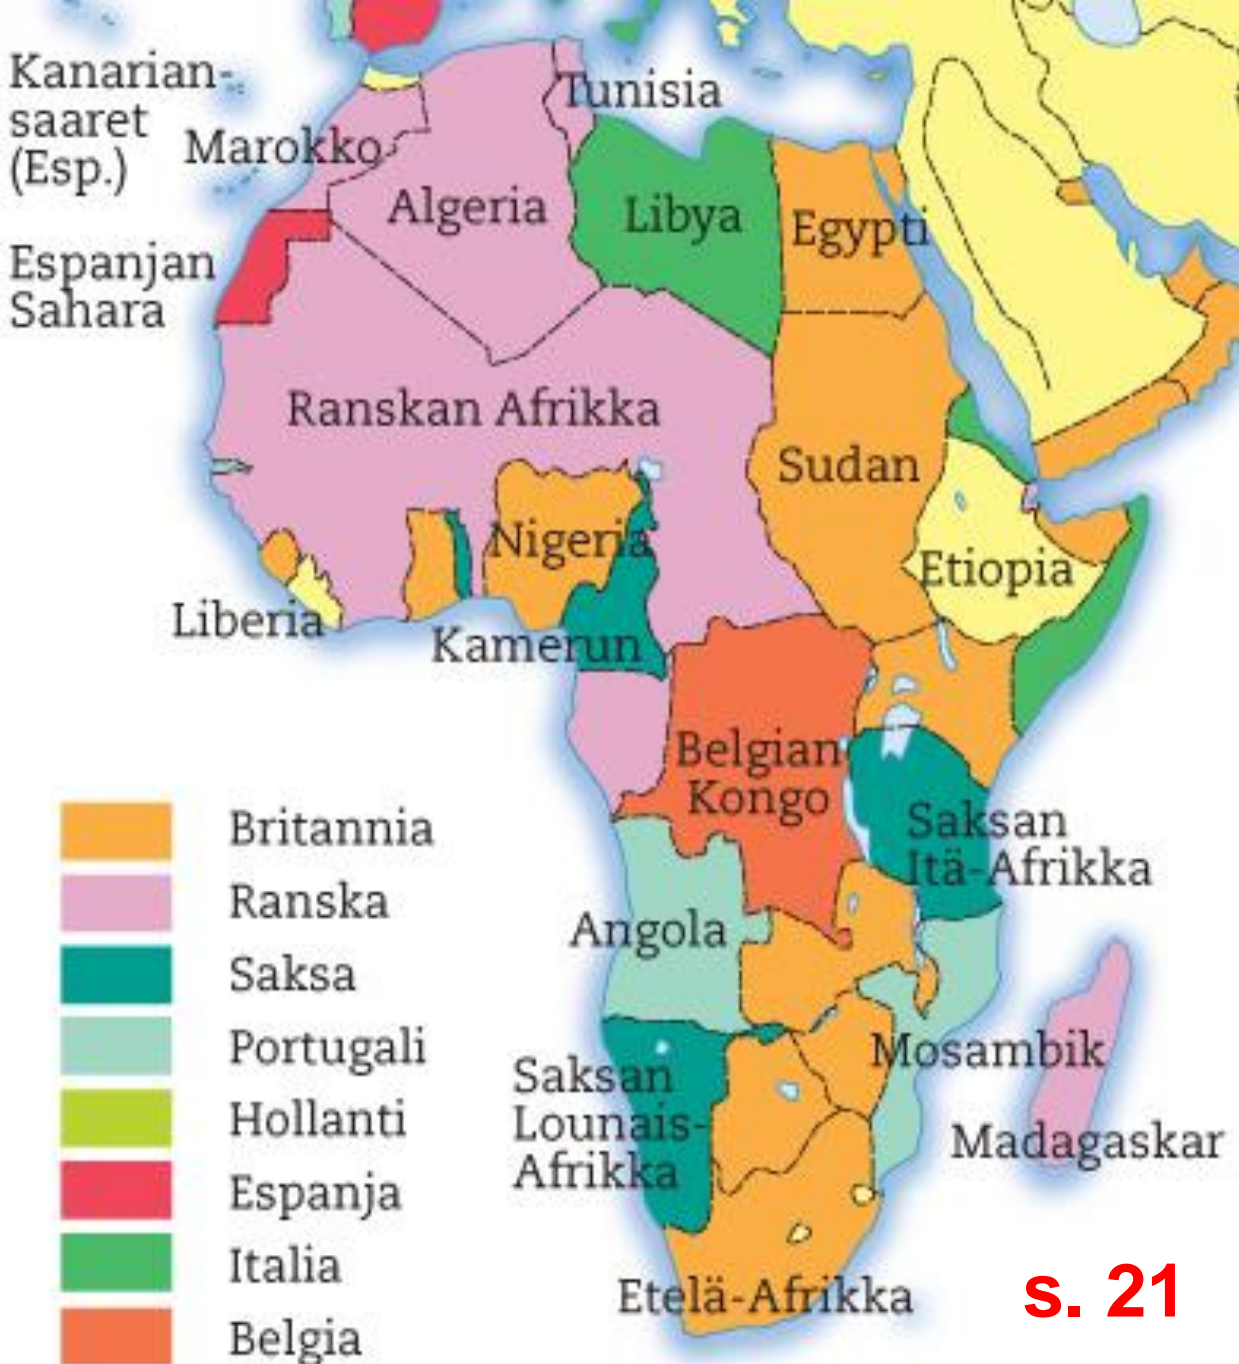 Kanarian-
saaret
(Esp.)
Marokko
Tunisia
Algeria
Libya
Egypti
Espanjan
Sahara
Ranskan Afrikka
Sudan
Nigeria
Etiopia
Liberia
Kamerun
Belgian
Kongo
Saksan
Itä-Afrikka
Angola
Mosambik
Saksan
Lounais-
Afrikka
Madagaskar
Etelä-Afrikka
Britannia
Ranska
Saksa
Portugali
Hollanti
Espanja
Italia
Belgia
s. 21